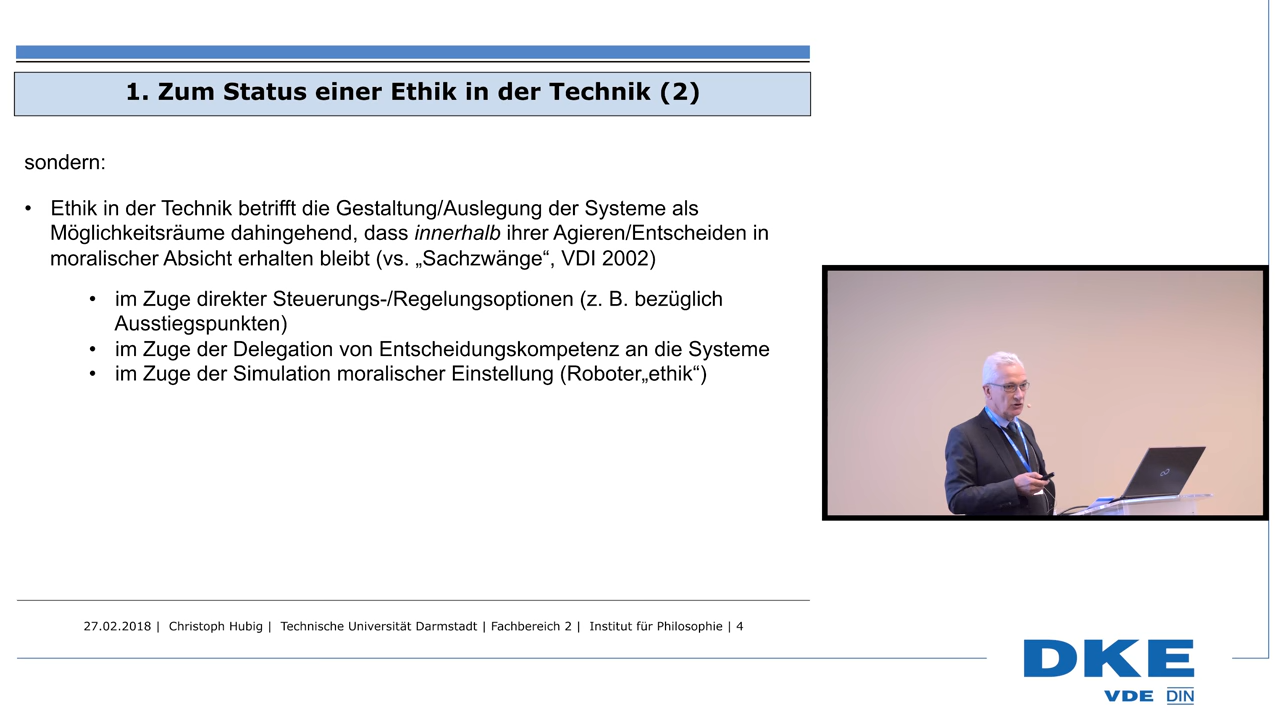 1. Zum Status einer Ethik in der Technik (2)
sondern:
• Ethik in der Technik betrifft die Gestaltung/Auslegung der Systeme als
Möglichkeitsräume dahingehend, dass innerhalb ihrer Agieren/Entscheiden in
moralischer Absicht erhalten bleibt (vs. „Sachzwänge“, VDI 2002)
• im Zuge direkter Steuerungs-/Regelungsoptionen (z. B. bezüglich
Ausstiegspunkten)
• im Zuge der Delegation von Entscheidungskompetenz an die Systeme
• im Zuge der Simulation moralischer Einstellung (Roboter„ethik“)
27.02.2018 | Christoph Hubig | Technische Universität Darmstadt | Fachbereich 2 | Institut für Philosophie | 4
DKE
VDE DIN